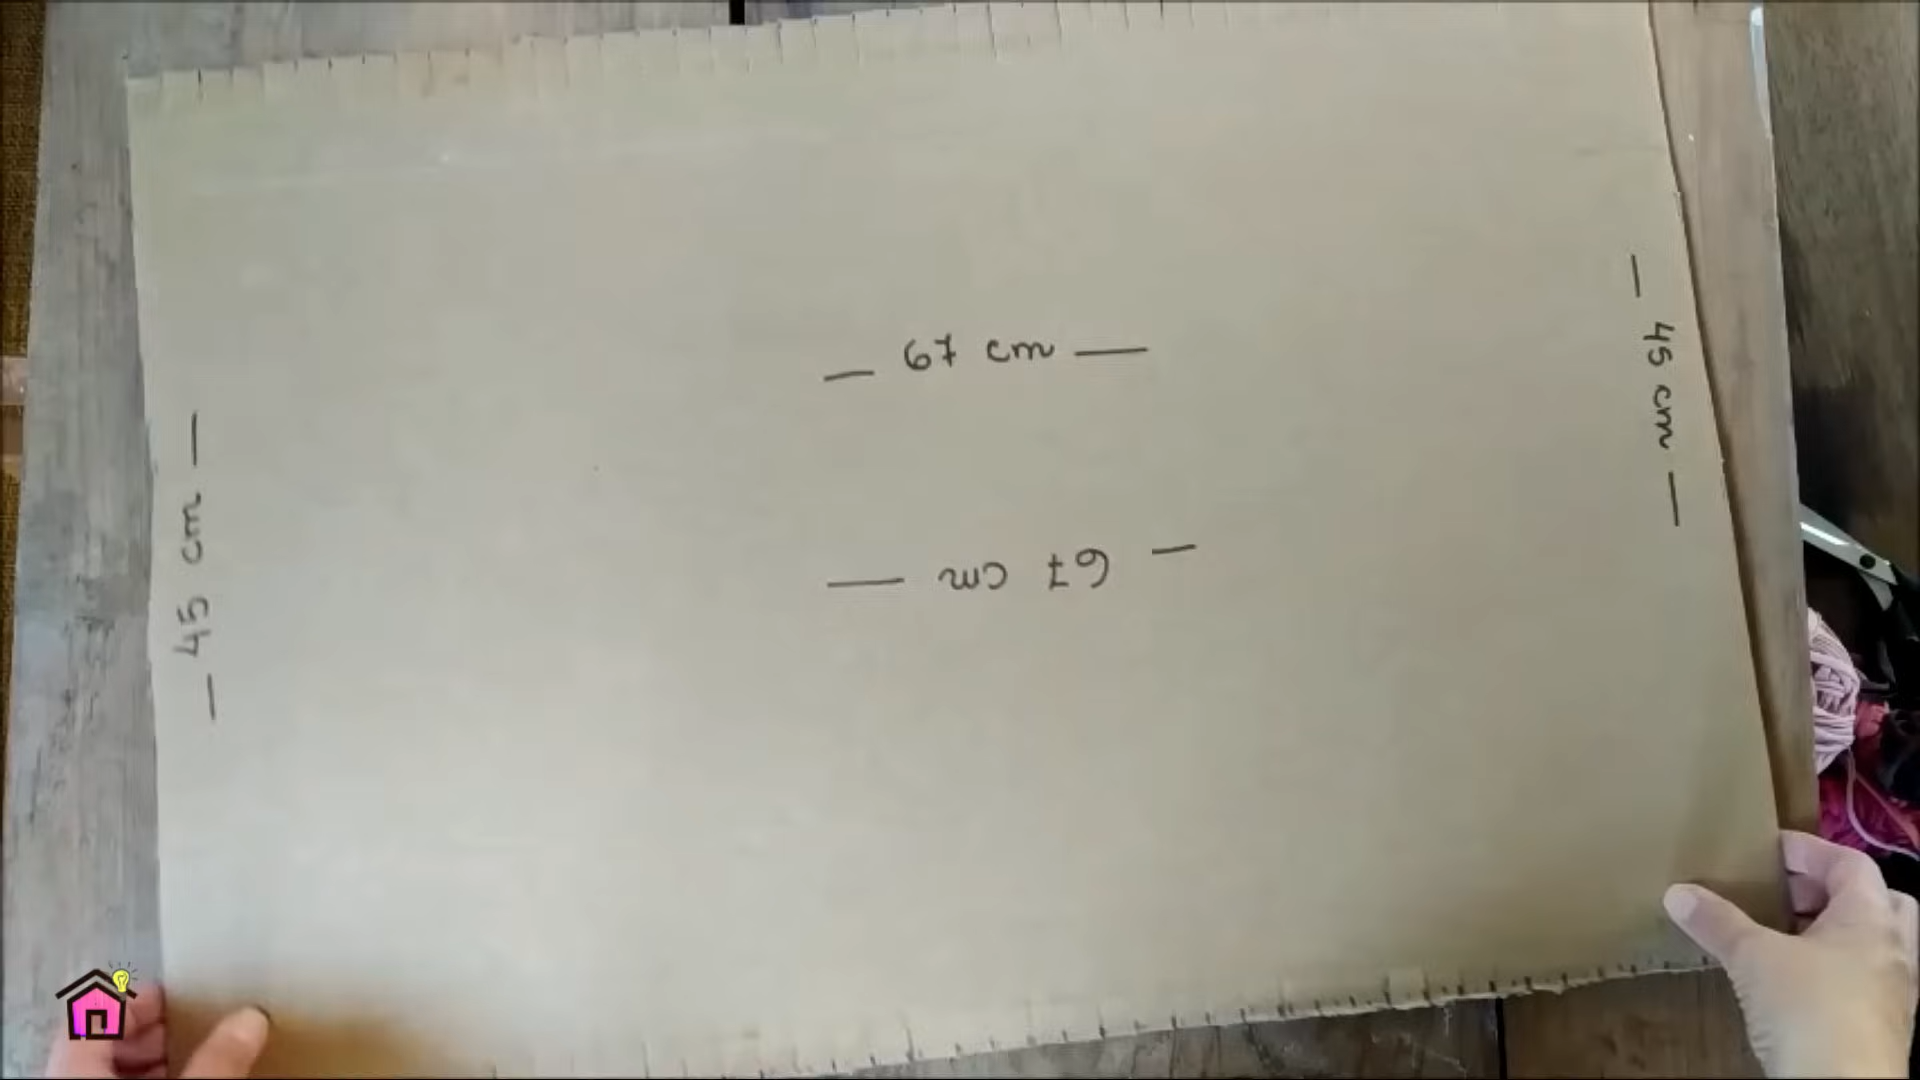 — 67 cm —
— 45 cm —
— 45 cm —
— 67 cm —